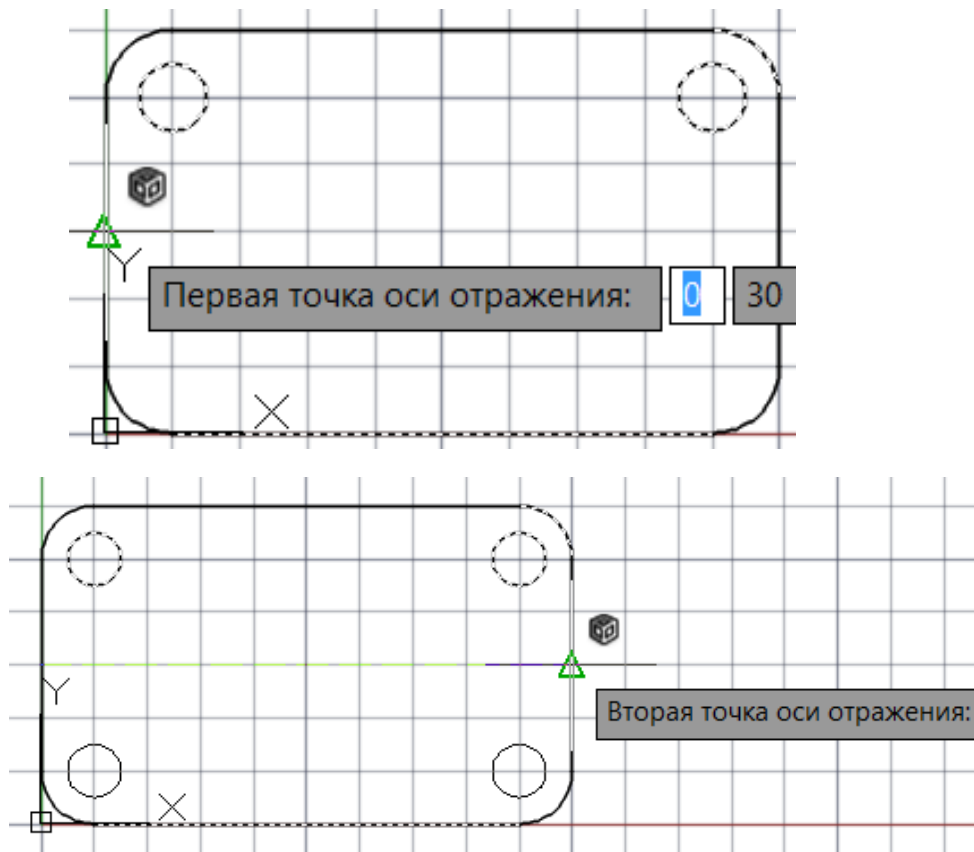 Y
Первая точка оси отражения: 0 30
X
Y
Вторая точка оси отражения:
X